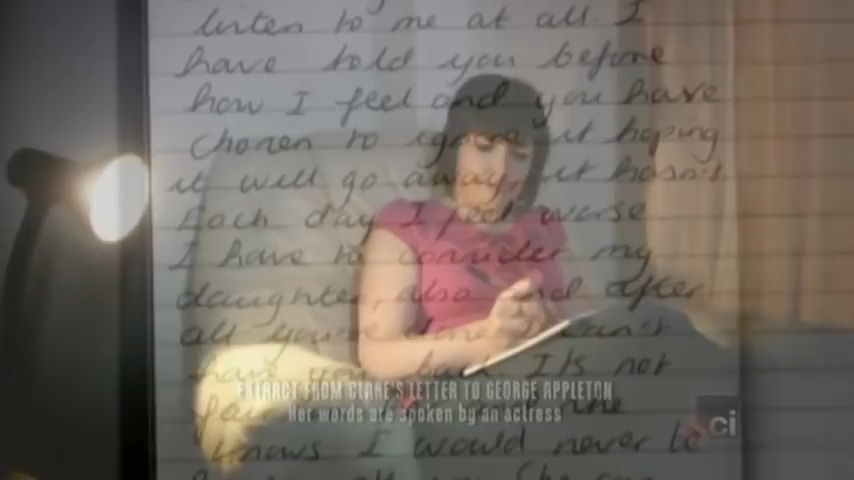 listen to me at all. I
have told you before
how I feel and you have
chosen to ignore it hoping
it will go away, it hasn't
Each day I feel worse
I have to consider my
daughter, also and after
all you've done I can't
have you back It's not
EXTRACT FROM CLARE'S LETTER TO GEORGE APPLETON
Her words are spoken by an actress
ci
knows I would never be